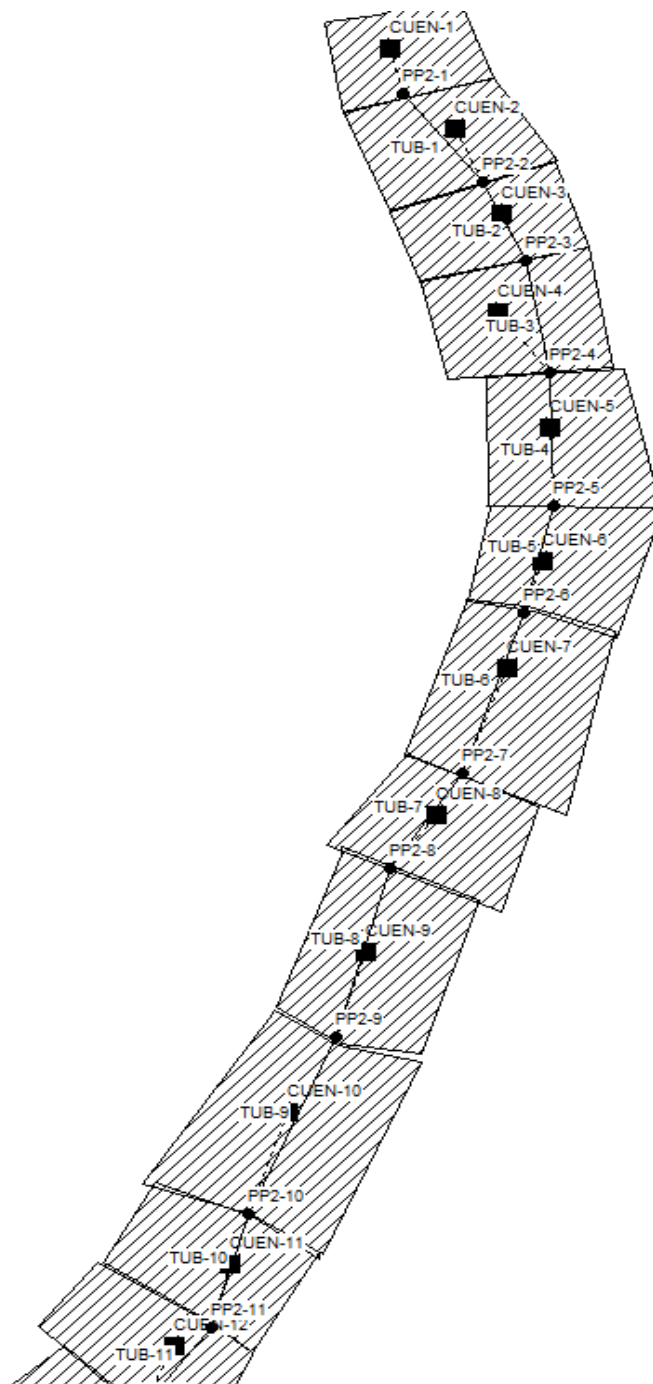 CUEN-1
PP2-1
CUEN-2
TUB-1
PP2-2
CUEN-3
TUB-2
PP2-3
CUEN-4
TUB-3
PP2-4
CUEN-5
TUB-4
PP2-5
CUEN-6
TUB-5
PP2-6
CUEN-7
TUB-6
PP2-7
CUEN-8
TUB-7
PP2-8
CUEN-9
TUB-8
PP2-9
CUEN-10
TUB-9
PP2-10
CUEN-11
TUB-10
PP2-11
CUEN-12
TUB-11